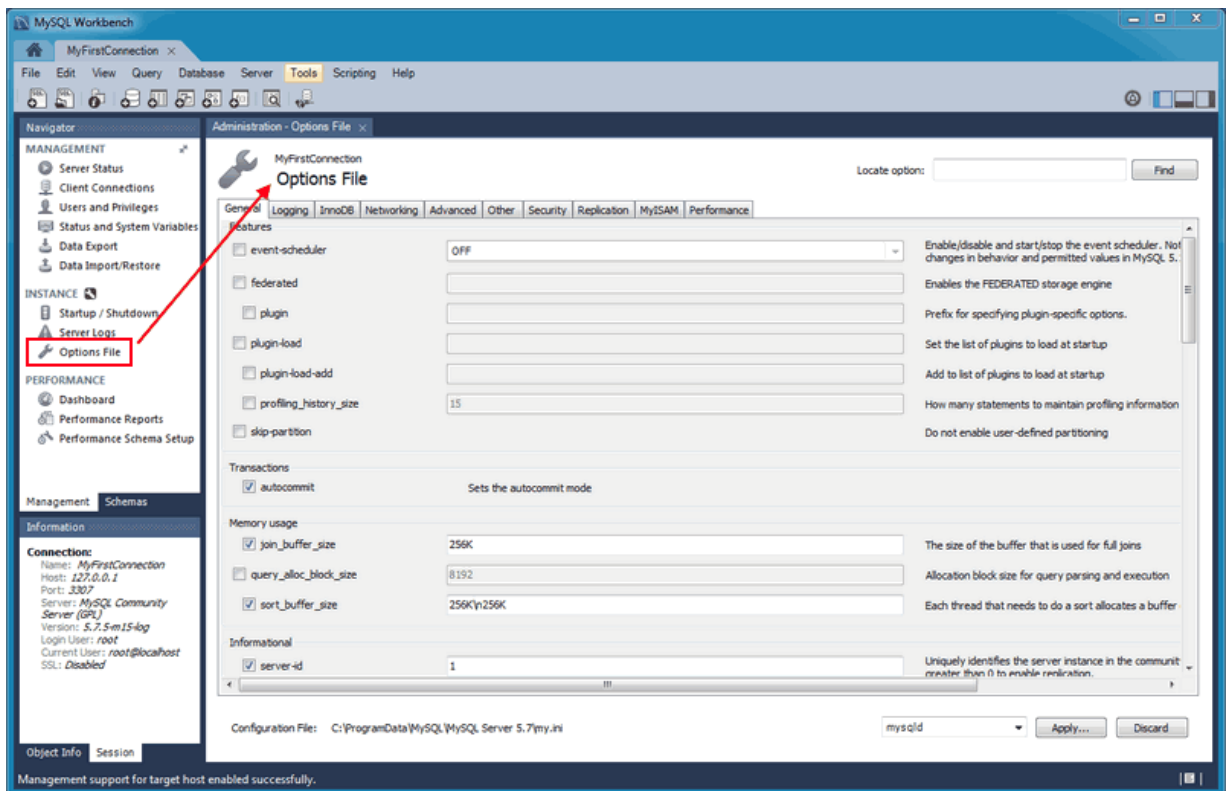 MySQL Workbench
MyFirstConnection
File Edit View Query Database Server Tools Scripting Help
Navigator
MANAGEMENT
Server Status
Client Connections
Users and Privileges
Status and System Variables
Data Export
Data Import/Restore
INSTANCE
Startup / Shutdown
Server Logs
Options File
PERFORMANCE
Dashboard
Performance Reports
Performance Schema Setup
Management Schemas
Information
Connection:
Name: MyFirstConnection
Host: 127.0.0.1
Port: 3307
Server: MySQL Community
Server (GPL)
Version: 5.7.5-m15-log
Login User: root
Current User: root@localhost
SSL: Disabled
Object Info Session
Administration - Options File
MyFirstConnection
Options File
Locate option: Find
General Logging InnoDB Networking Advanced Other Security Replication MyISAM Performance
Features
event-scheduler OFF Enable/disable and start/stop the event scheduler. Not
changes in behavior and permitted values in MySQL 5.
federated Enables the FEDERATED storage engine
plugin Prefix for specifying plugin-specific options.
plugin-load Set the list of plugins to load at startup
plugin-load-add Add to list of plugins to load at startup
profiling_history_size 15 How many statements to maintain profiling information
skip-partition Do not enable user-defined partitioning
Transactions
autocommit Sets the autocommit mode
Memory usage
join_buffer_size 256K The size of the buffer that is used for full joins
query_alloc_block_size 8192 Allocation block size for query parsing and execution
sort_buffer_size 256K\n256K Each thread that needs to do a sort allocates a buffer
Informational
server-id 1 Uniquely identifies the server instance in the communit
greater than 0 to enable replication.
Configuration File: C:\ProgramData\MySQL\MySQL Server 5.7\my.ini mysqld Apply... Discard
Management support for target host enabled successfully.